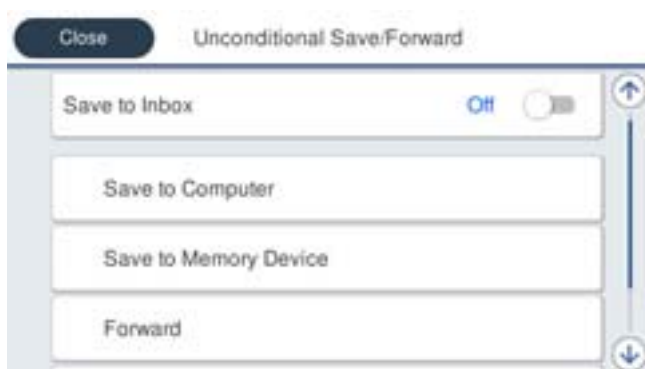 Close
Unconditional Save/Forward
Save to Inbox
Off
Save to Computer
Save to Memory Device
Forward